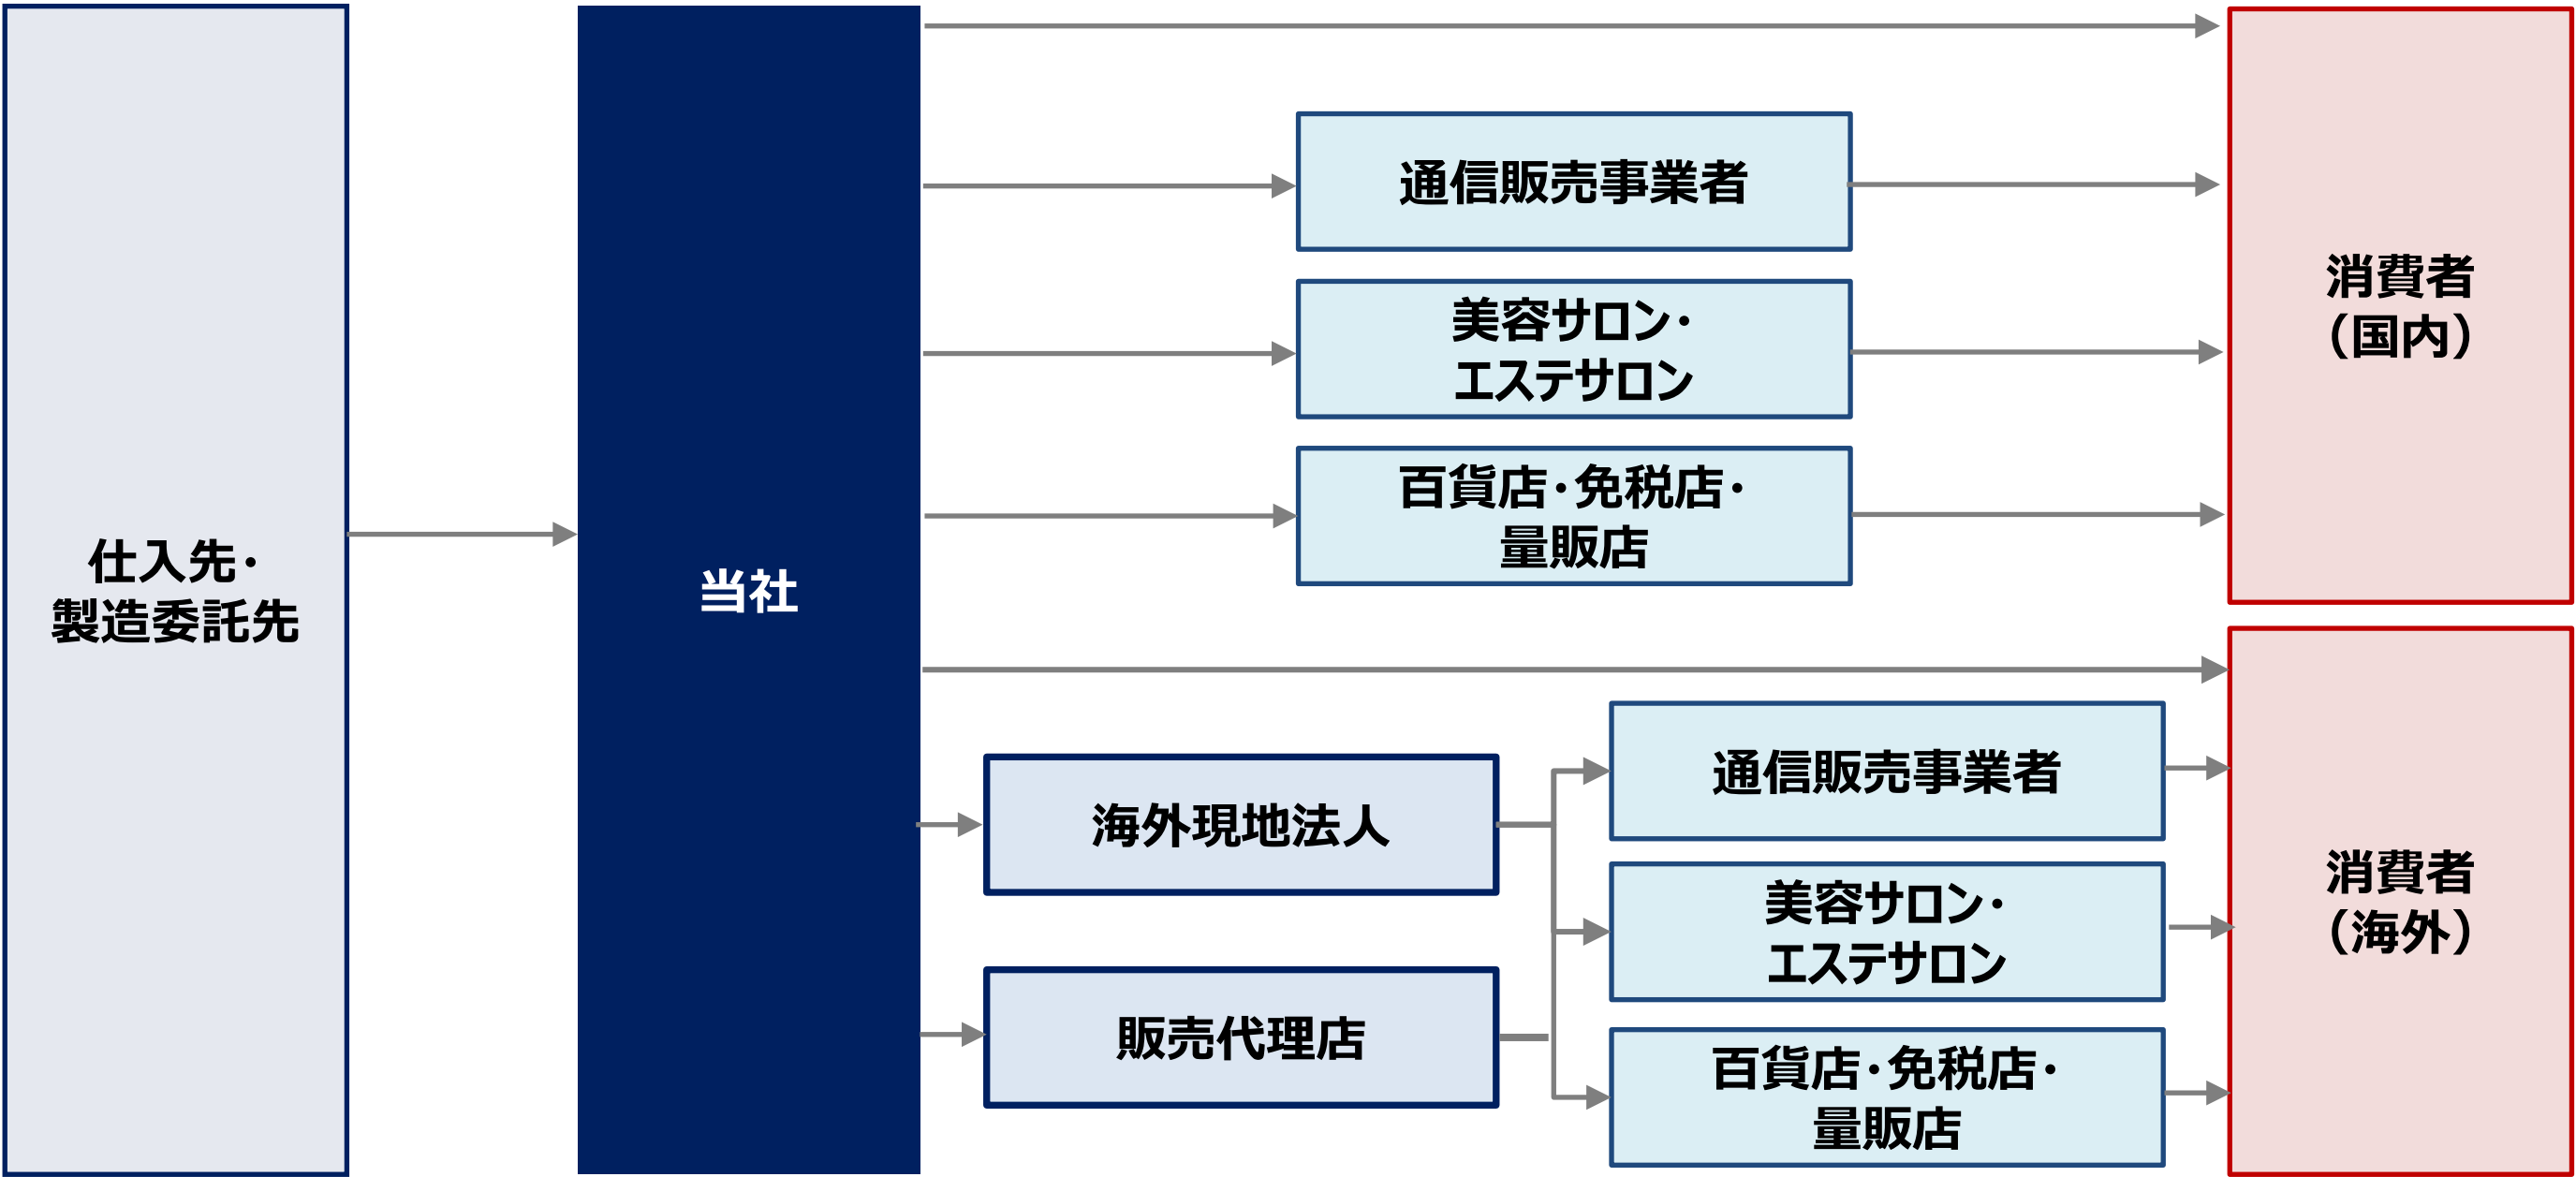 仕入先・
製造委託先
当社
通信販売事業者
美容サロン・
エステサロン
百貨店・免税店・
量販店
消費者
（国内）
海外現地法人
販売代理店
通信販売事業者
美容サロン・
エステサロン
百貨店・免税店・
量販店
消費者
（海外）